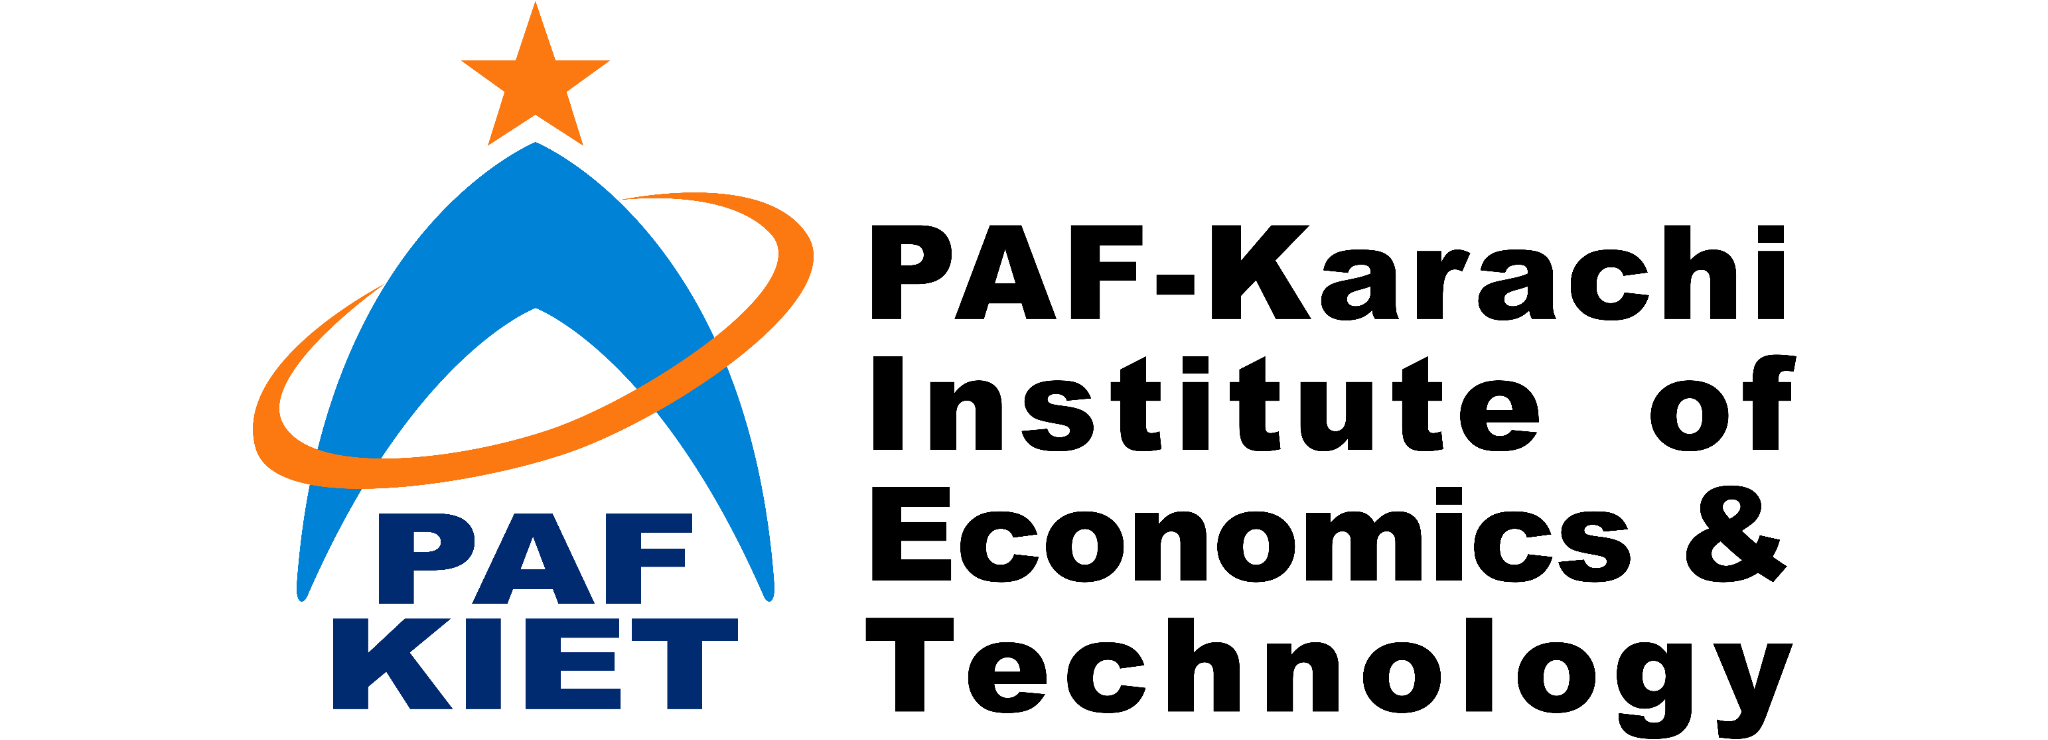 PAF
KIET
PAF-Karachi
Institute of
Economics &
Technology